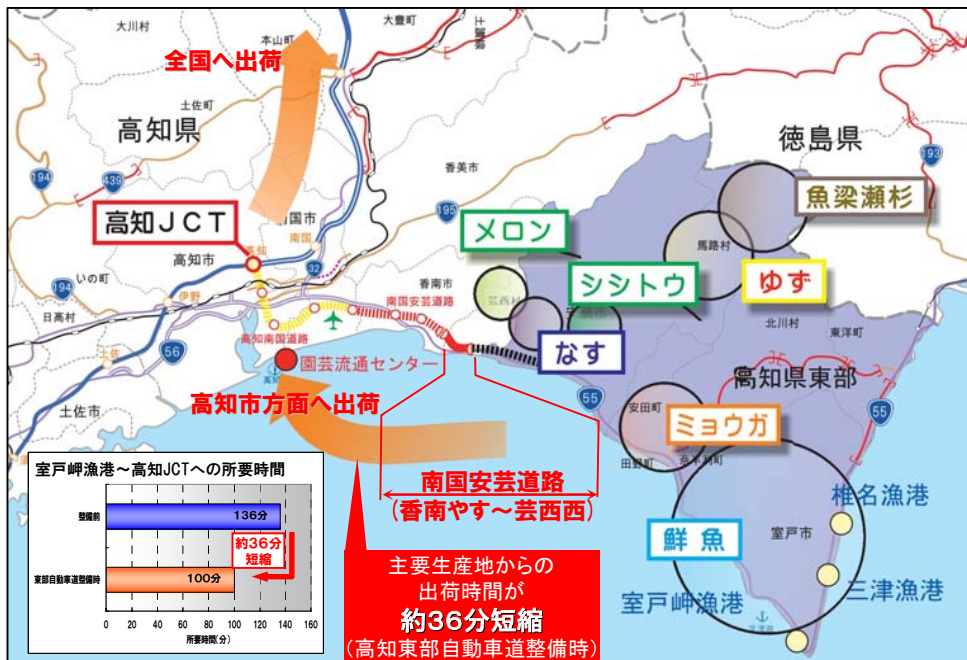 大川村
本山町
大豊町
土讃線
全国へ出荷
土佐町
高知県
徳島県
194
439
香美市
193
195
魚梁瀬杉
高知JCT
南国市
南国
メロン
馬路村
高知市
高知
32
シシトウ
ゆず
いの町
香南市
芸西村
194
伊野
南国安芸道路
北川村
日高村
東洋町
高知南国道路
なす
土佐
56
園芸流通センター
高知県東部
高知市方面へ出荷
55
55
土佐市
安田町
ミョウガ
田野町
奈半利町
南国安芸道路
(香南やす～芸西西)
椎名漁港
鮮魚
室戸市
三津漁港
室戸岬漁港
室戸岬漁港～高知JCTへの所要時間
整備前
136分
約36分
短縮
東部自動車道整備時
100分
0 20 40 60 80 100 120 140 160
所要時間(分)
主要生産地からの
出荷時間が
約36分短縮
(高知東部自動車道整備時)